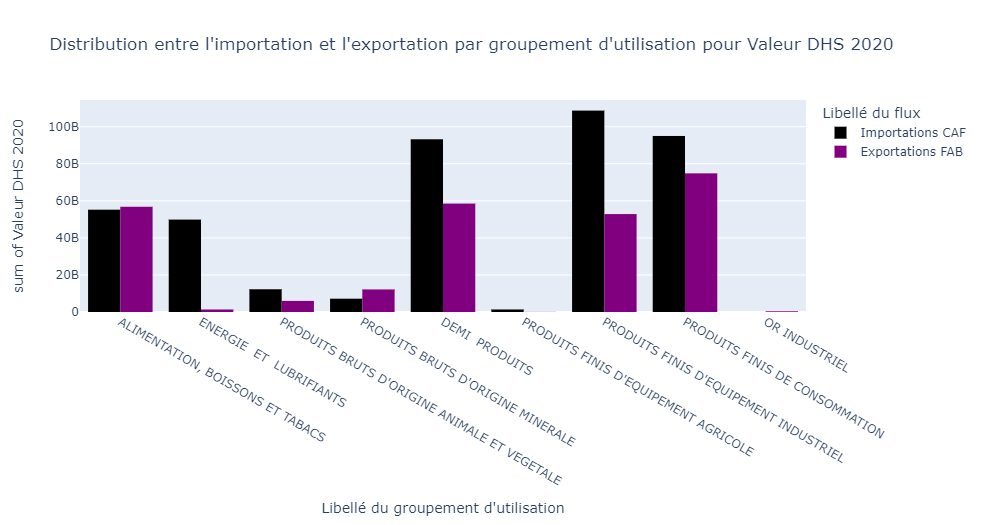 Distribution entre l'importation et l'exportation par groupement d'utilisation pour Valeur DHS 2020
Libellé du flux
Importations CAF
Exportations FAB
sum of Valeur DHS 2020
100B
80B
60B
40B
20B
0
ALIMENTATION, BOISSONS ET TABACS
ENERGIE ET LUBRIFIANTS
PRODUITS BRUTS D'ORIGINE ANIMALE ET VEGETALE
PRODUITS BRUTS D'ORIGINE MINERALE
DEMI PRODUITS
PRODUITS FINIS D'EQUIPEMENT AGRICOLE
PRODUITS FINIS D'EQUIPEMENT INDUSTRIEL
PRODUITS FINIS DE CONSOMMATION
OR INDUSTRIEL
Libellé du groupement d'utilisation